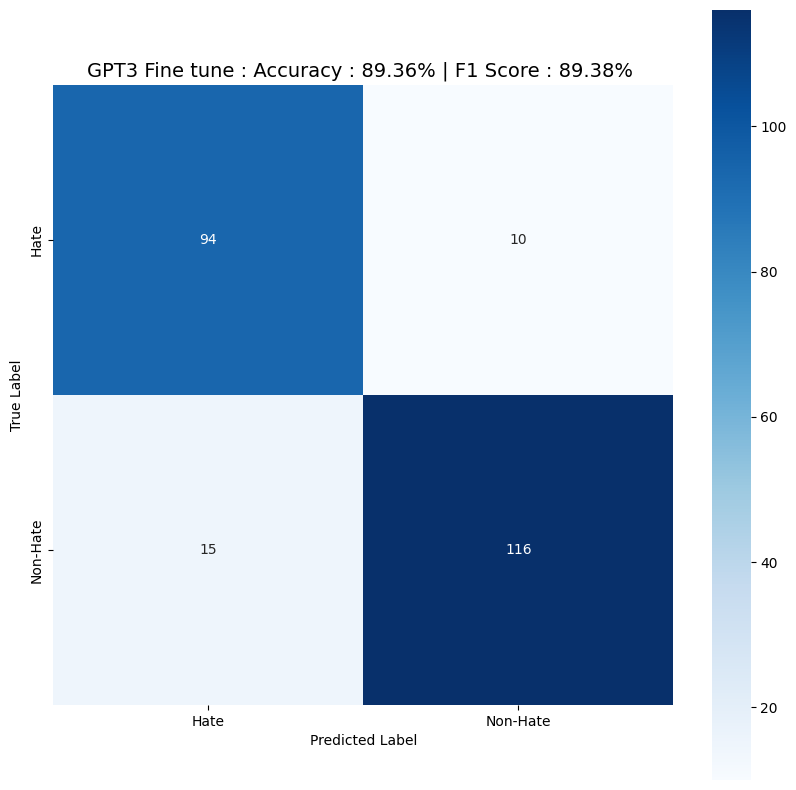 GPT3 Fine tune : Accuracy : 89.36% | F1 Score : 89.38%
Hate
94
10
Non-Hate
15
116
True Label
Hate
Non-Hate
Predicted Label
100
80
60
40
20